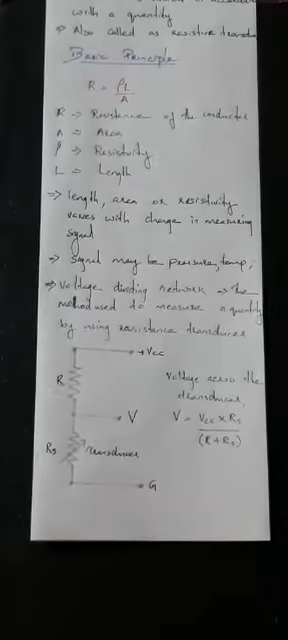 with a quantity
=> Also called as resistive
Basic Principle
R = ρL/A
R => Resistance of the conductor
A => Area
ρ => Resistivity
L => Length
=> length, area or resistivity
varies with change in measuring
signal
=> Signal may be pressure, temp,
=> Voltage dividing network => The
method used to measure a quantity
by using resistance transducer
+Vcc
R
Voltage across the
transducer,
V
V = Vcc × Rs / (R + Rs)
Rs
Transducer
G